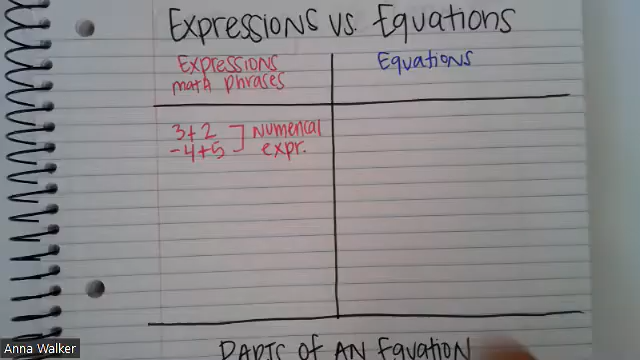 Expressions vs. Equations
Expressions
math phrases
Equations
3+2
-4+5
Numerical
expr.
PARTS OF AN Equation
Anna Walker